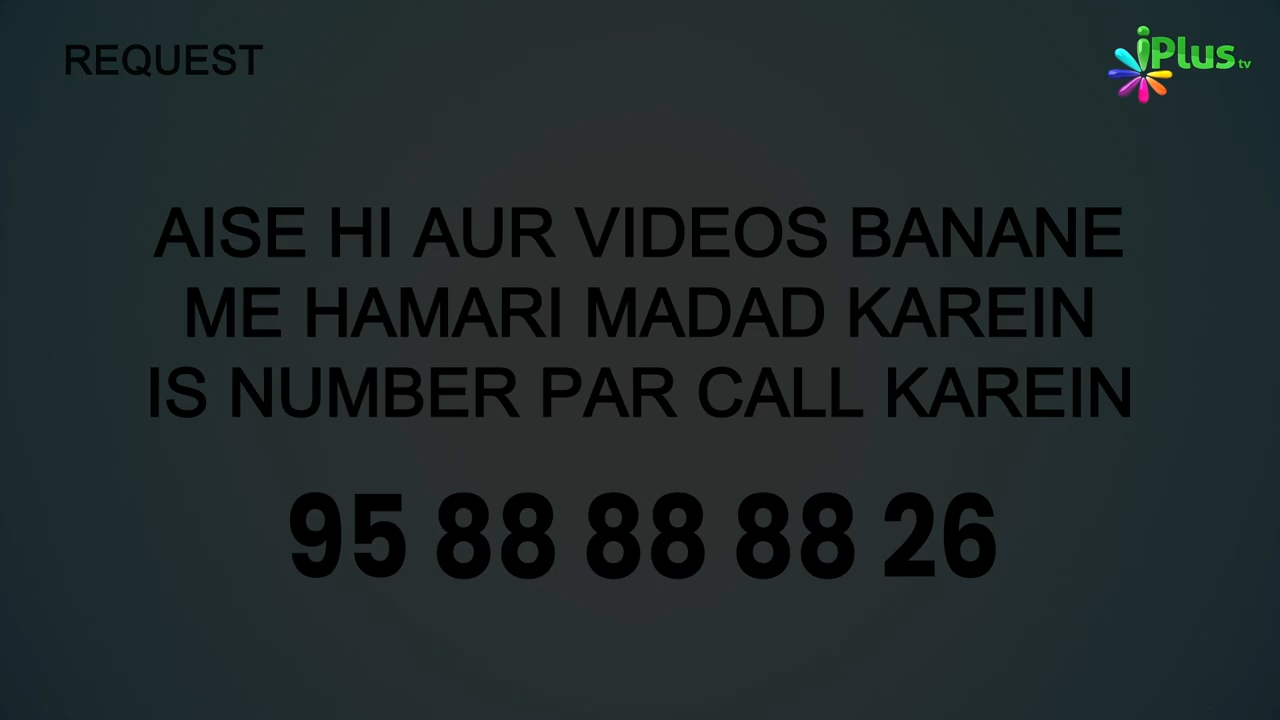 REQUEST
iPlus tv
AISE HI AUR VIDEOS BANANE
ME HAMARI MADAD KAREIN
IS NUMBER PAR CALL KAREIN
95 88 88 88 26